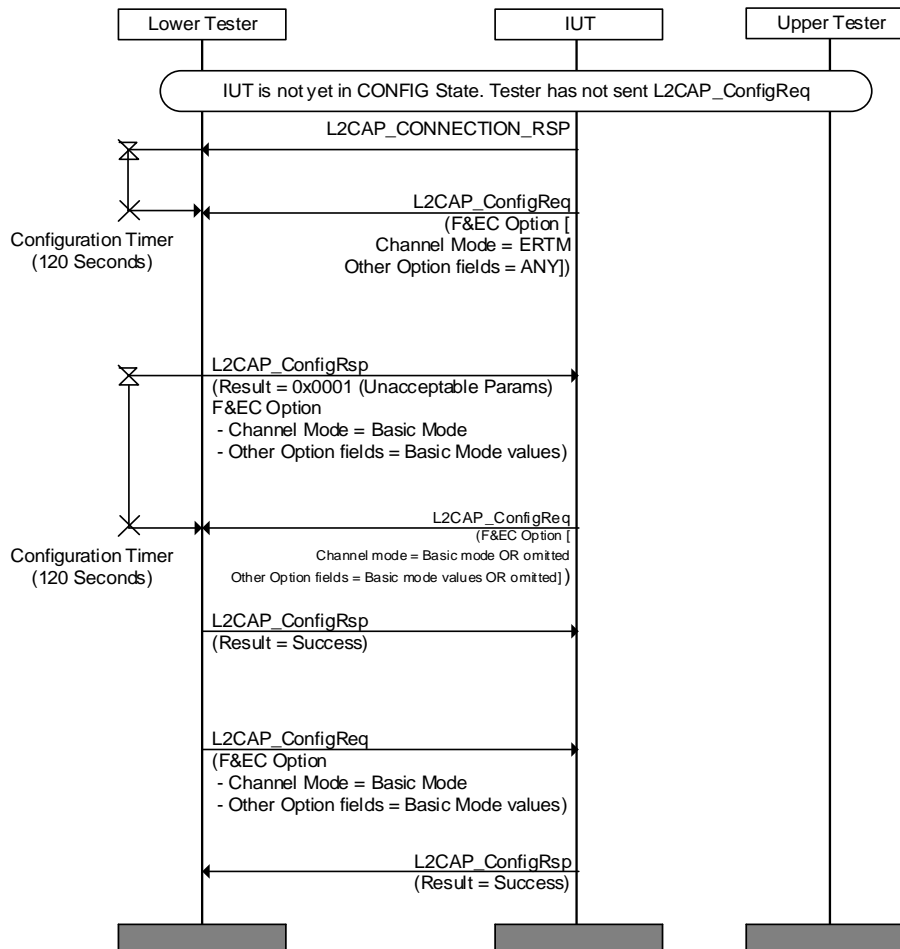 Lower Tester
IUT
Upper Tester
IUT is not yet in CONFIG State. Tester has not sent L2CAP_ConfigReq
L2CAP_CONNECTION_RSP
L2CAP_ConfigReq
(F&EC Option [
Channel Mode = ERTM
Other Option fields = ANY])
Configuration Timer
(120 Seconds)
L2CAP_ConfigRsp
(Result = 0x0001 (Unacceptable Params)
F&EC Option
- Channel Mode = Basic Mode
- Other Option fields = Basic Mode values)
L2CAP_ConfigReq
(F&EC Option [
Channel mode = Basic mode OR omitted
Other Option fields = Basic mode values OR omitted])
Configuration Timer
(120 Seconds)
L2CAP_ConfigRsp
(Result = Success)
L2CAP_ConfigReq
(F&EC Option
- Channel Mode = Basic Mode
- Other Option fields = Basic Mode values)
L2CAP_ConfigRsp
(Result = Success)